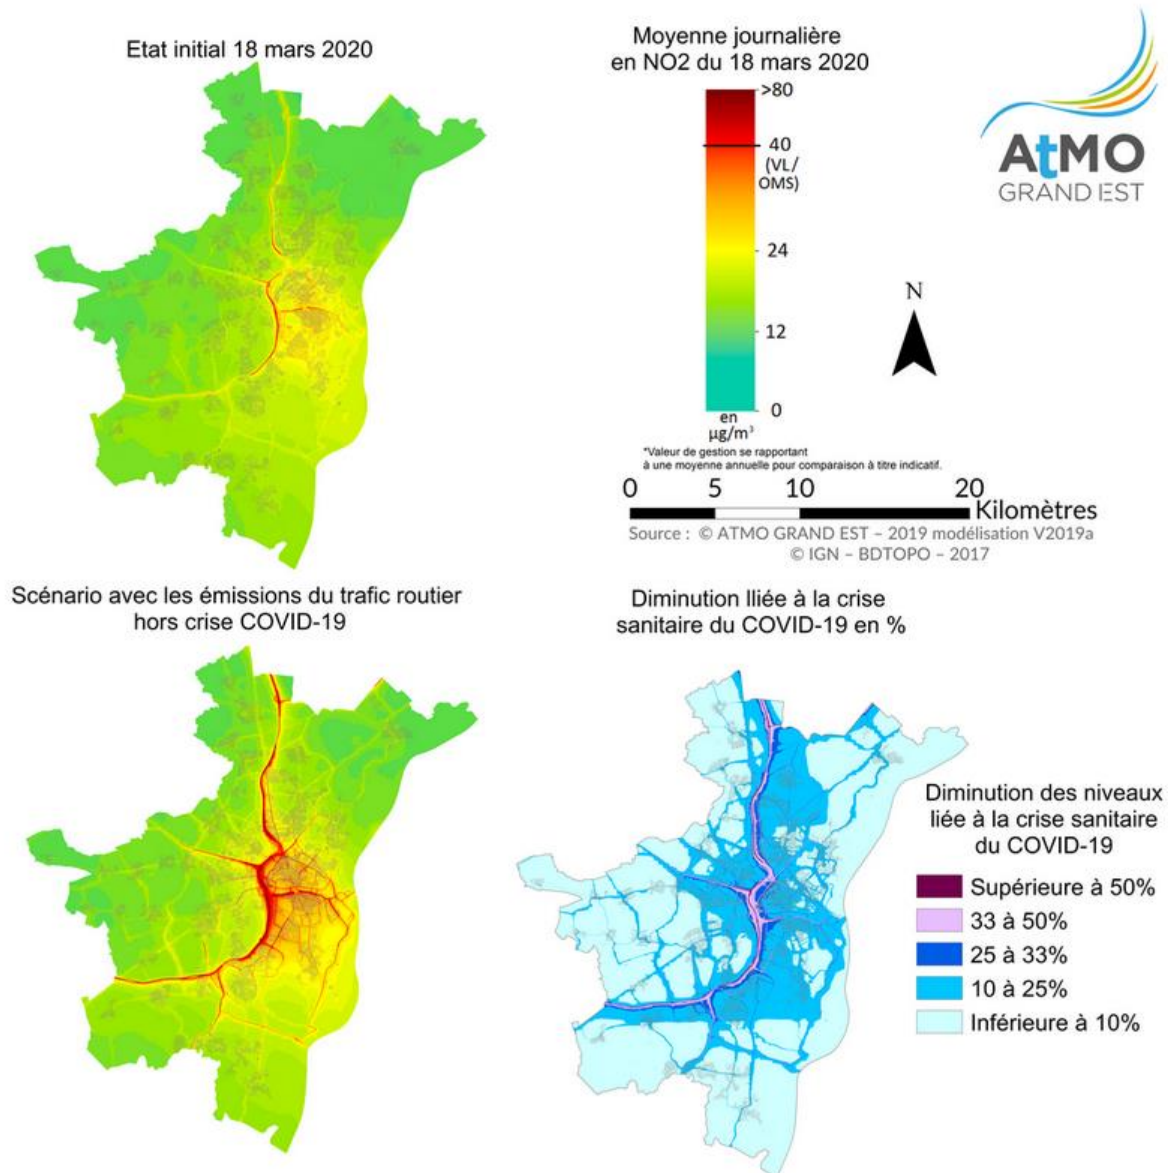 Etat initial 18 mars 2020
Moyenne journalière
en NO2 du 18 mars 2020
>80
40
(VL/
OMS)
24
12
0
en
µg/m³
AtMO
GRAND EST
N
*Valeur de gestion se rapportant
à une moyenne annuelle pour comparaison à titre indicatif.
0 5 10 20
Kilomètres
Source : © ATMO GRAND EST – 2019 modélisation V2019a
© IGN – BDTOPO – 2017
Scénario avec les émissions du trafic routier
hors crise COVID-19
Diminution lliée à la crise
sanitaire du COVID-19 en %
Diminution des niveaux
liée à la crise sanitaire
du COVID-19
Supérieure à 50%
33 à 50%
25 à 33%
10 à 25%
Inférieure à 10%